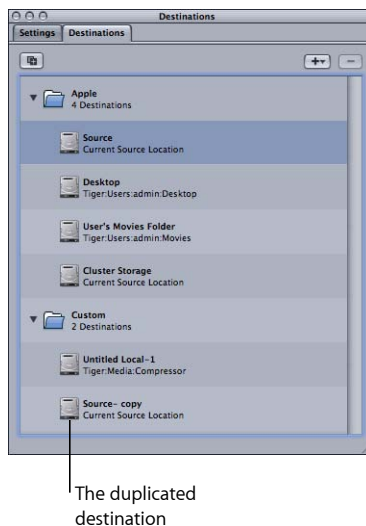 Destinations
Settings Destinations
Apple
4 Destinations
Source
Current Source Location
Desktop
Tiger:Users:admin:Desktop
User's Movies Folder
Tiger:Users:admin:Movies
Cluster Storage
Current Source Location
Custom
2 Destinations
Untitled Local-1
Tiger:Media:Compressor
Source- copy
Current Source Location
The duplicated
destination